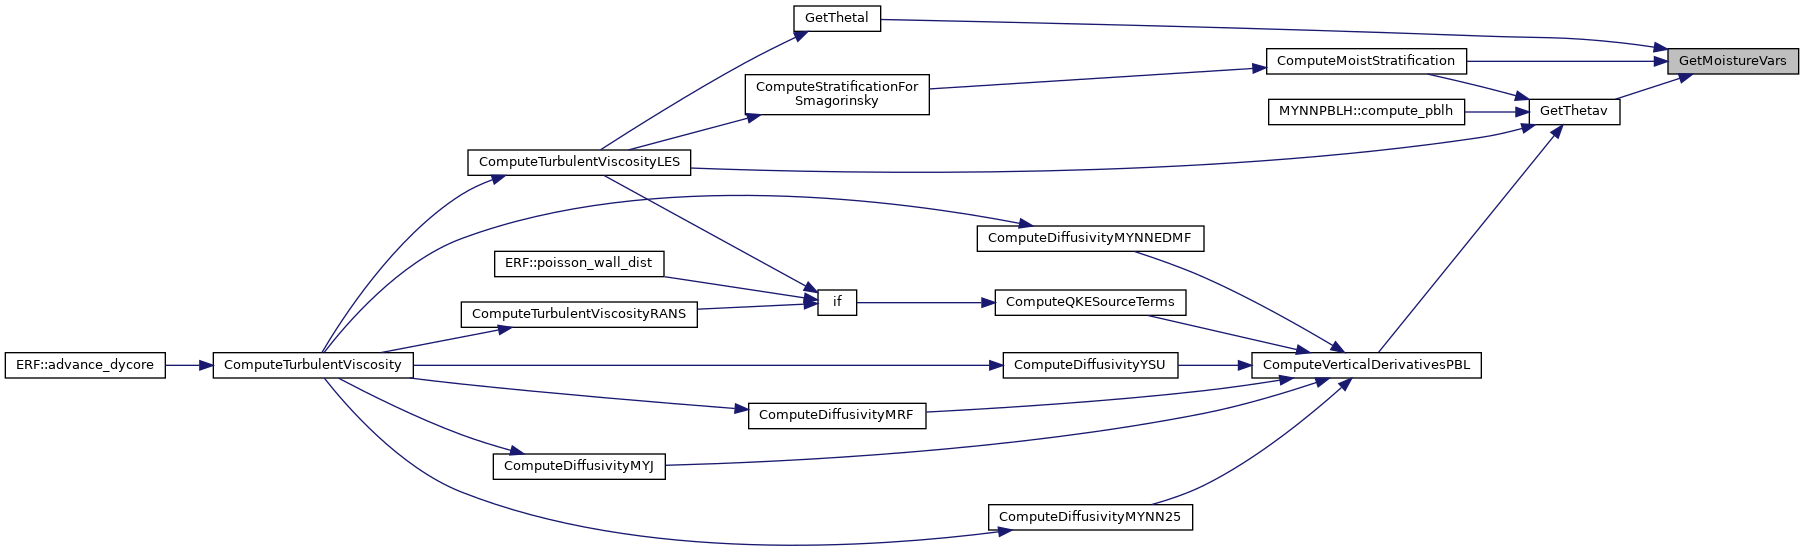 GetThetal
GetMoistureVars
ComputeMoistStratification
ComputeStratificationFor
Smagorinsky
MYNNPBLH::compute_pblh
GetThetav
ComputeTurbulentViscosityLES
ComputeDiffusivityMYNNEDMF
ERF::poisson_wall_dist
if
ComputeQKESourceTerms
ComputeTurbulentViscosityRANS
ERF::advance_dycore
ComputeTurbulentViscosity
ComputeDiffusivityYSU
ComputeVerticalDerivativesPBL
ComputeDiffusivityMRF
ComputeDiffusivityMYJ
ComputeDiffusivityMYNN25